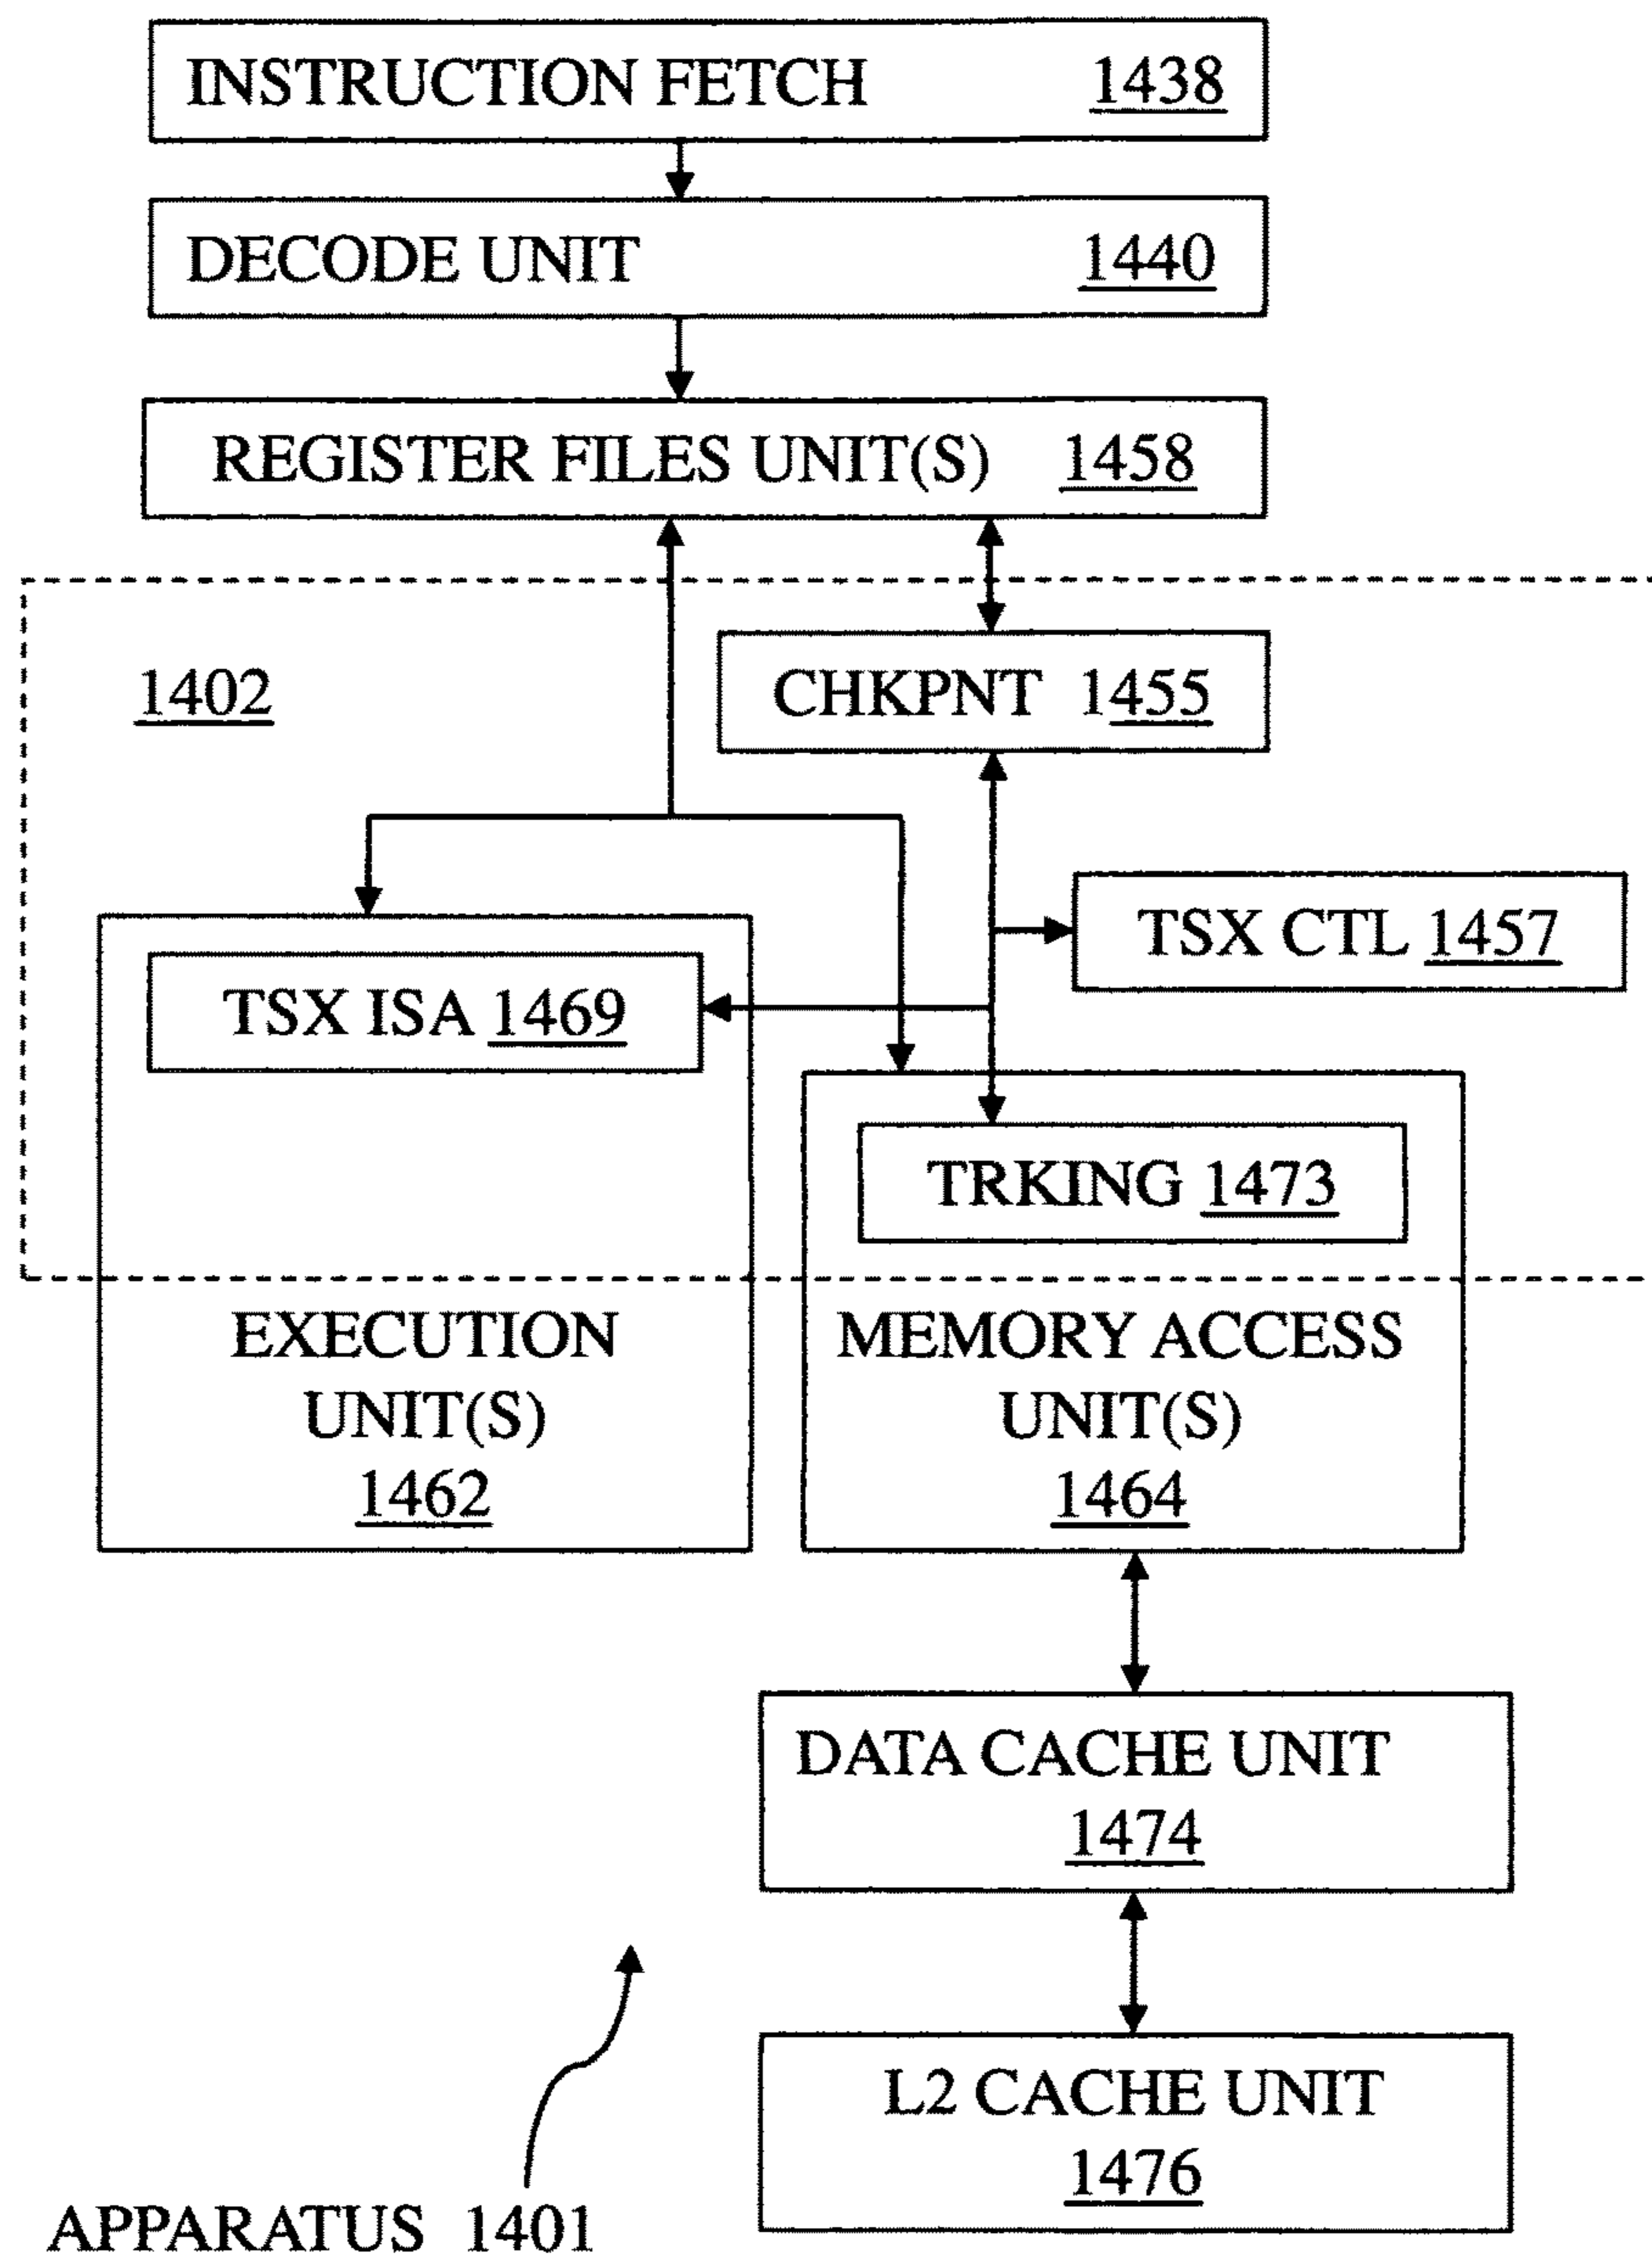 INSTRUCTION FETCH 1438
DECODE UNIT 1440
REGISTER FILES UNIT(S) 1458
1402
CHKPNT 1455
TSX CTL 1457
TSX ISA 1469
TRKING 1473
EXECUTION
UNIT(S)
1462
MEMORY ACCESS
UNIT(S)
1464
DATA CACHE UNIT
1474
L2 CACHE UNIT
1476
APPARATUS 1401